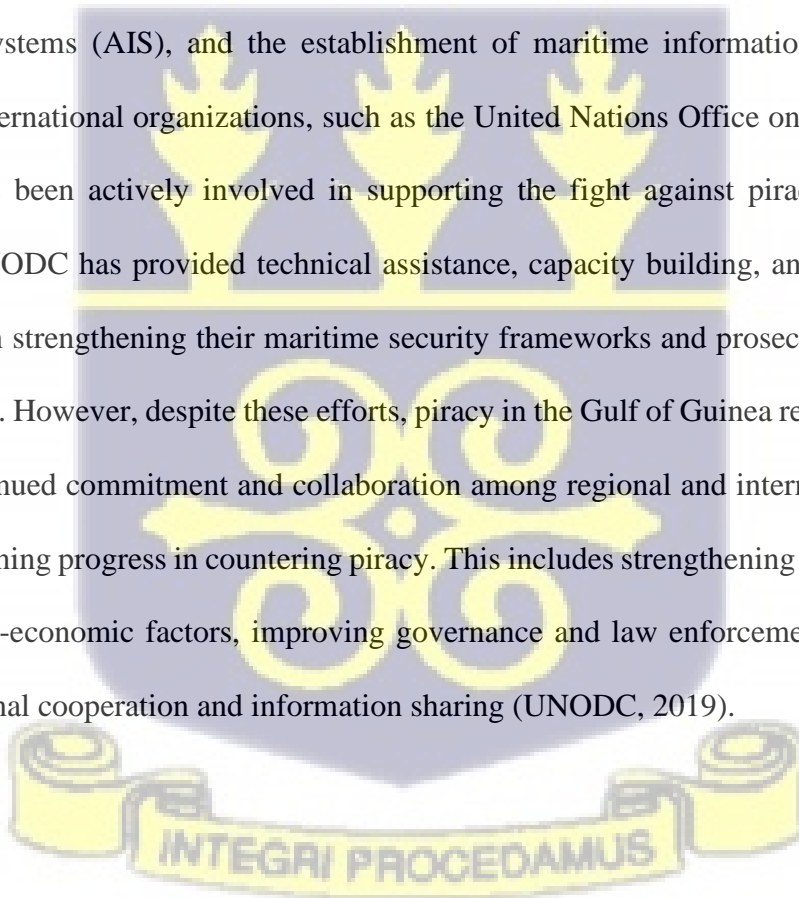 ystems (AIS), and the establishment of maritime informatio
ernational organizations, such as the United Nations Office on
been actively involved in supporting the fight against pirac
ODC has provided technical assistance, capacity building, an
n strengthening their maritime security frameworks and prosec
. However, despite these efforts, piracy in the Gulf of Guinea re
nued commitment and collaboration among regional and intern
ning progress in countering piracy. This includes strengthening
-economic factors, improving governance and law enforceme
nal cooperation and information sharing (UNODC, 2019).
INTEGRI PROCEDAMUS